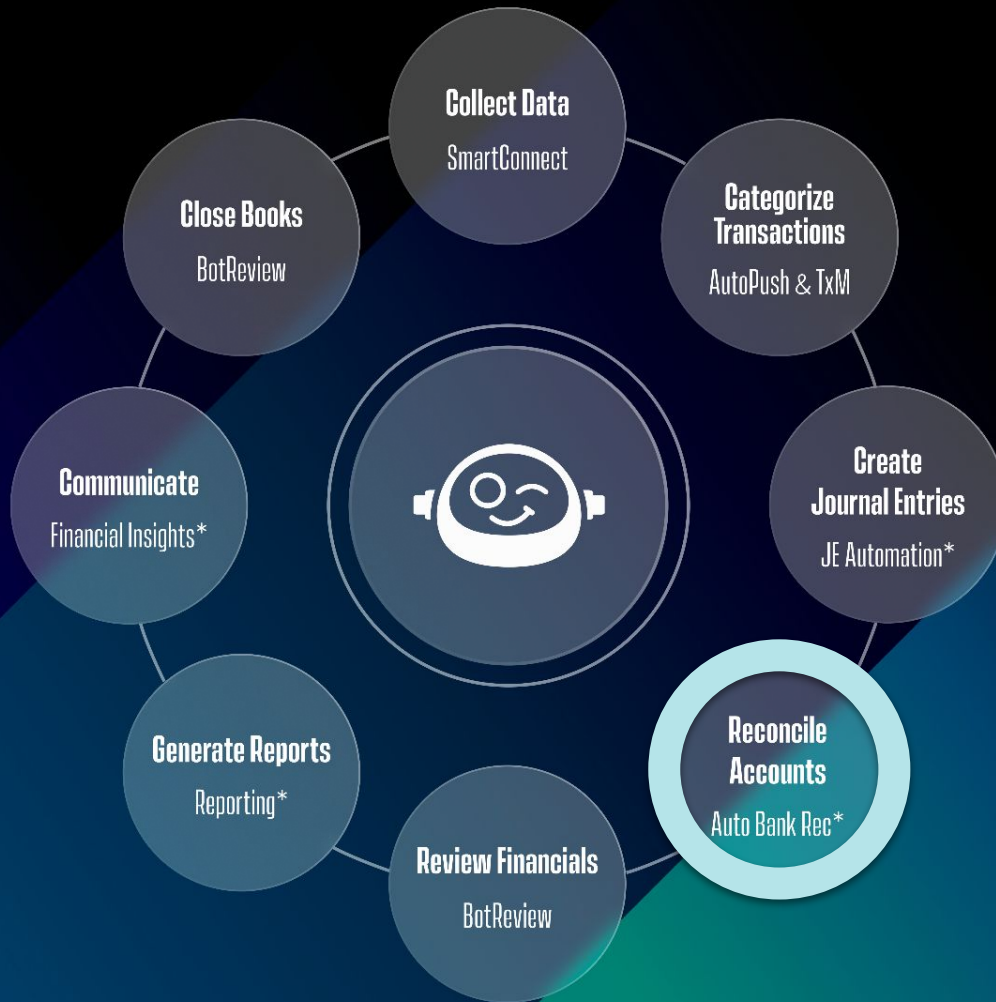 Collect Data
SmartConnect
Categorize
Transactions
AutoPush & TxM
Create
Journal Entries
JE Automation*
Reconcile
Accounts
Auto Bank Rec*
Review Financials
BotReview
Generate Reports
Reporting*
Communicate
Financial Insights*
Close Books
BotReview